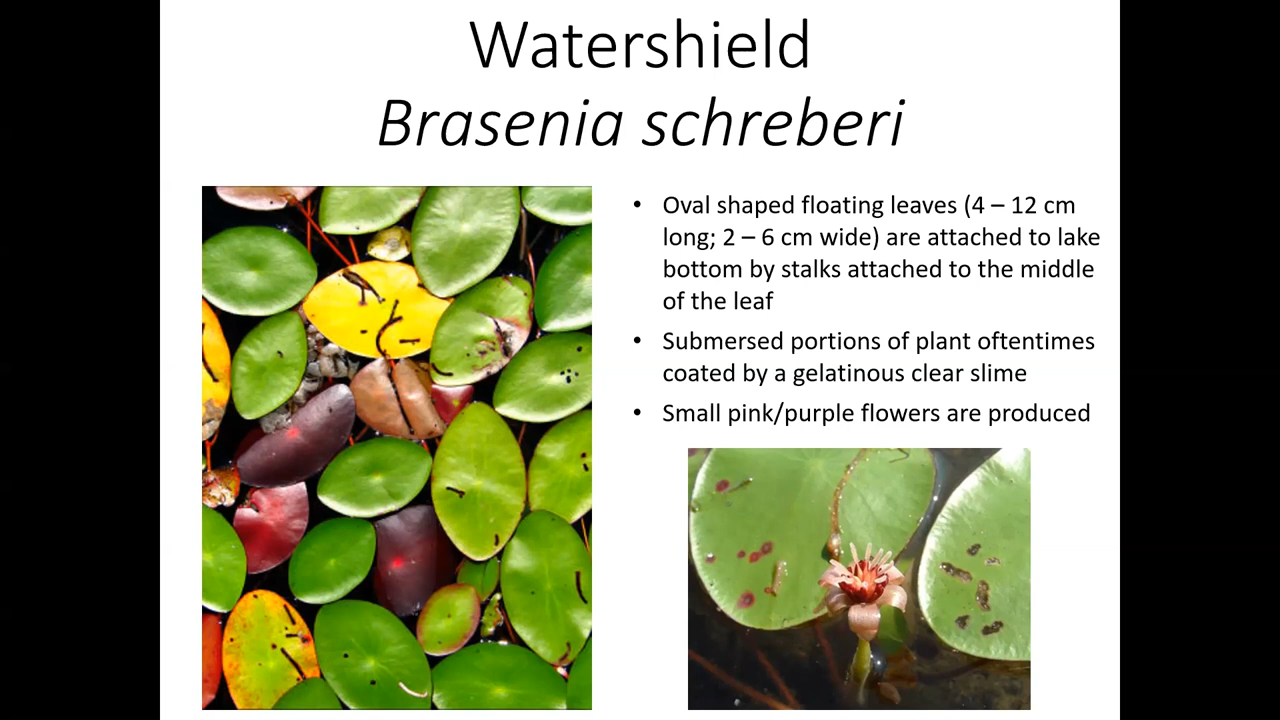 Watershield
Brasenia schreberi
• Oval shaped floating leaves (4 – 12 cm
long; 2 – 6 cm wide) are attached to lake
bottom by stalks attached to the middle
of the leaf
• Submersed portions of plant oftentimes
coated by a gelatinous clear slime
• Small pink/purple flowers are produced